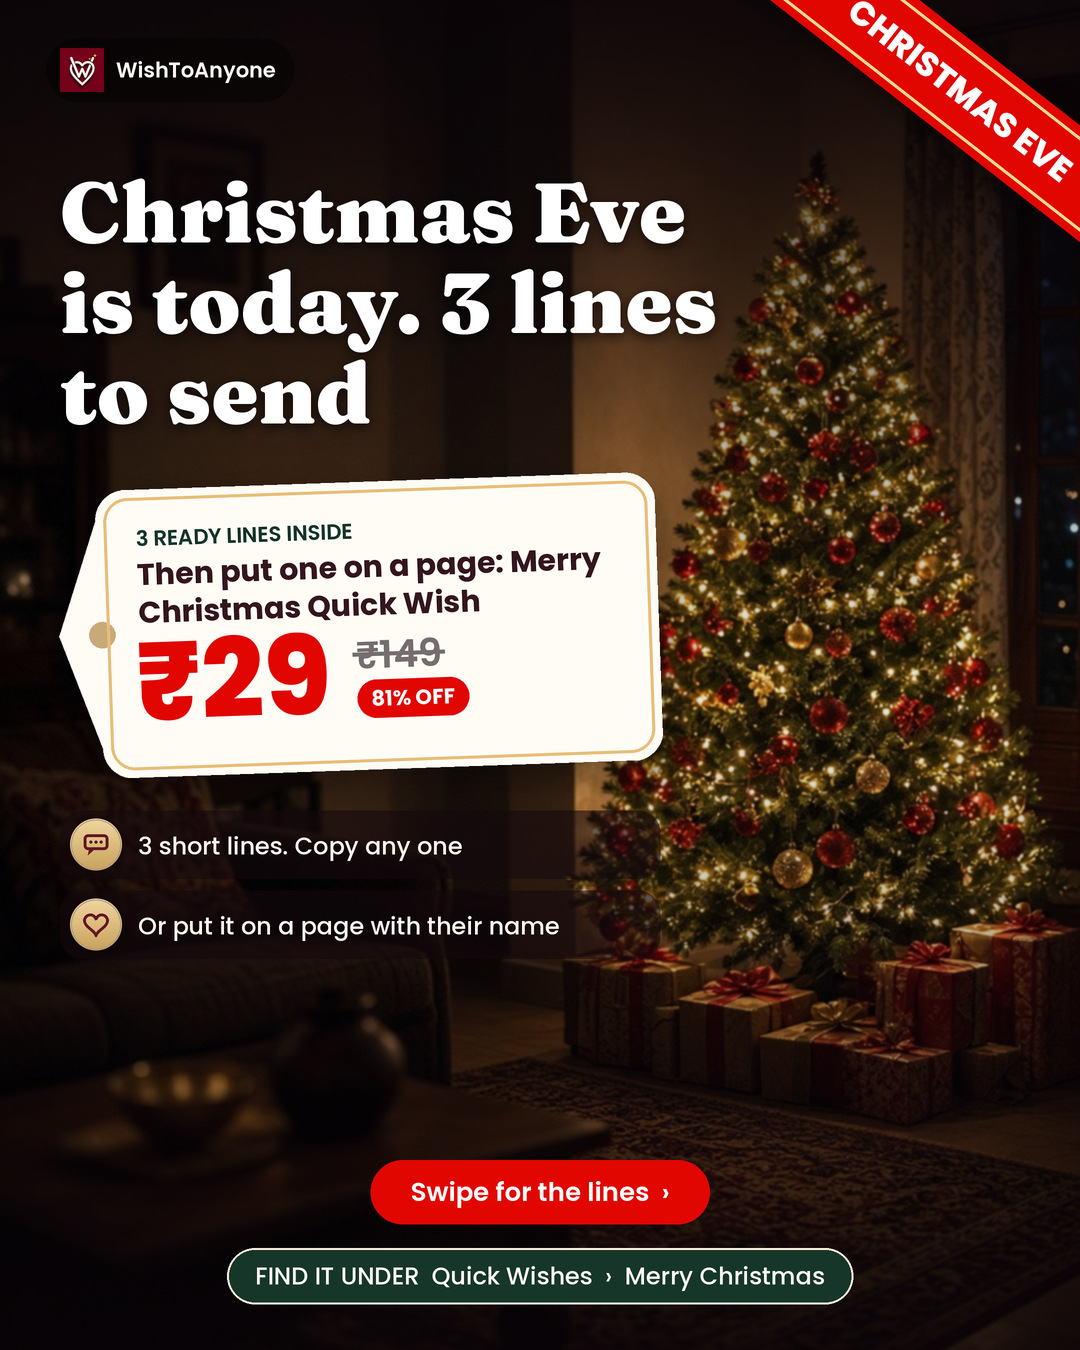 WishToAnyone
CHRISTMAS EVE
Christmas Eve
is today. 3 lines
to send
3 READY LINES INSIDE
Then put one on a page: Merry
Christmas Quick Wish
₹29
₹149
81% OFF
3 short lines. Copy any one
Or put it on a page with their name
Swipe for the lines ›
FIND IT UNDER Quick Wishes › Merry Christmas